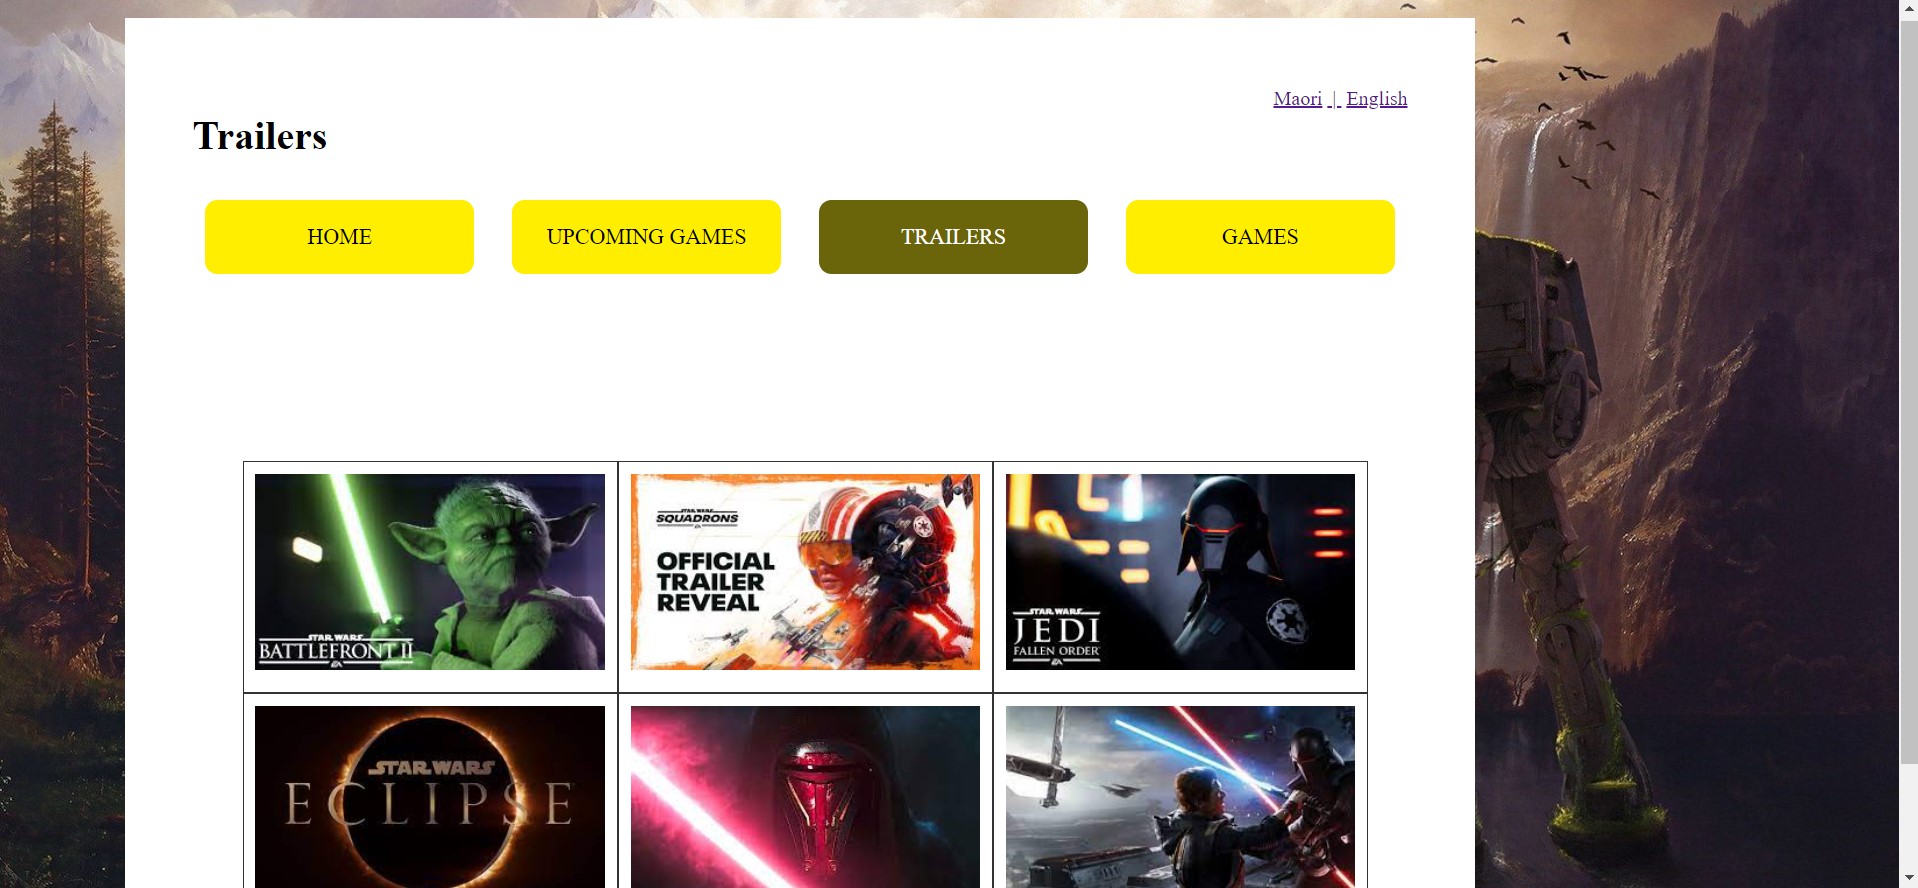 Maori | English
Trailers
HOME
UPCOMING GAMES
TRAILERS
GAMES
STAR WARS
BATTLEFRONT II
EA
STAR WARS
SQUADRONS
EA
OFFICIAL
TRAILER
REVEAL
STAR WARS
JEDI
FALLEN ORDER
EA
STAR WARS
ECLIPSE